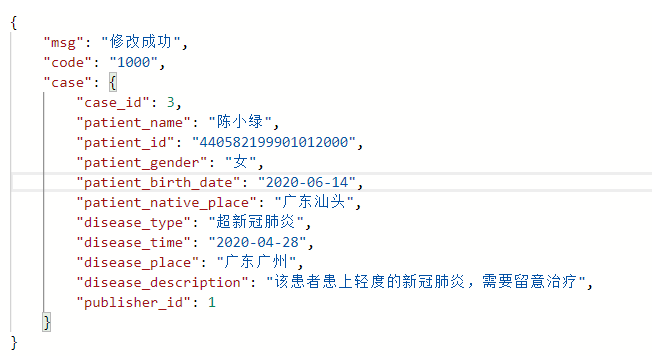 {
    "msg": "修改成功",
    "code": "1000",
    "case": {
        "case_id": 3,
        "patient_name": "陈小绿",
        "patient_id": "440582199901012000",
        "patient_gender": "女",
        "patient_birth_date": "2020-06-14",
        "patient_native_place": "广东汕头",
        "disease_type": "超新冠肺炎",
        "disease_time": "2020-04-28",
        "disease_place": "广东广州",
        "disease_description": "该患者患上轻度的新冠肺炎，需要留意治疗",
        "publisher_id": 1
    }
}